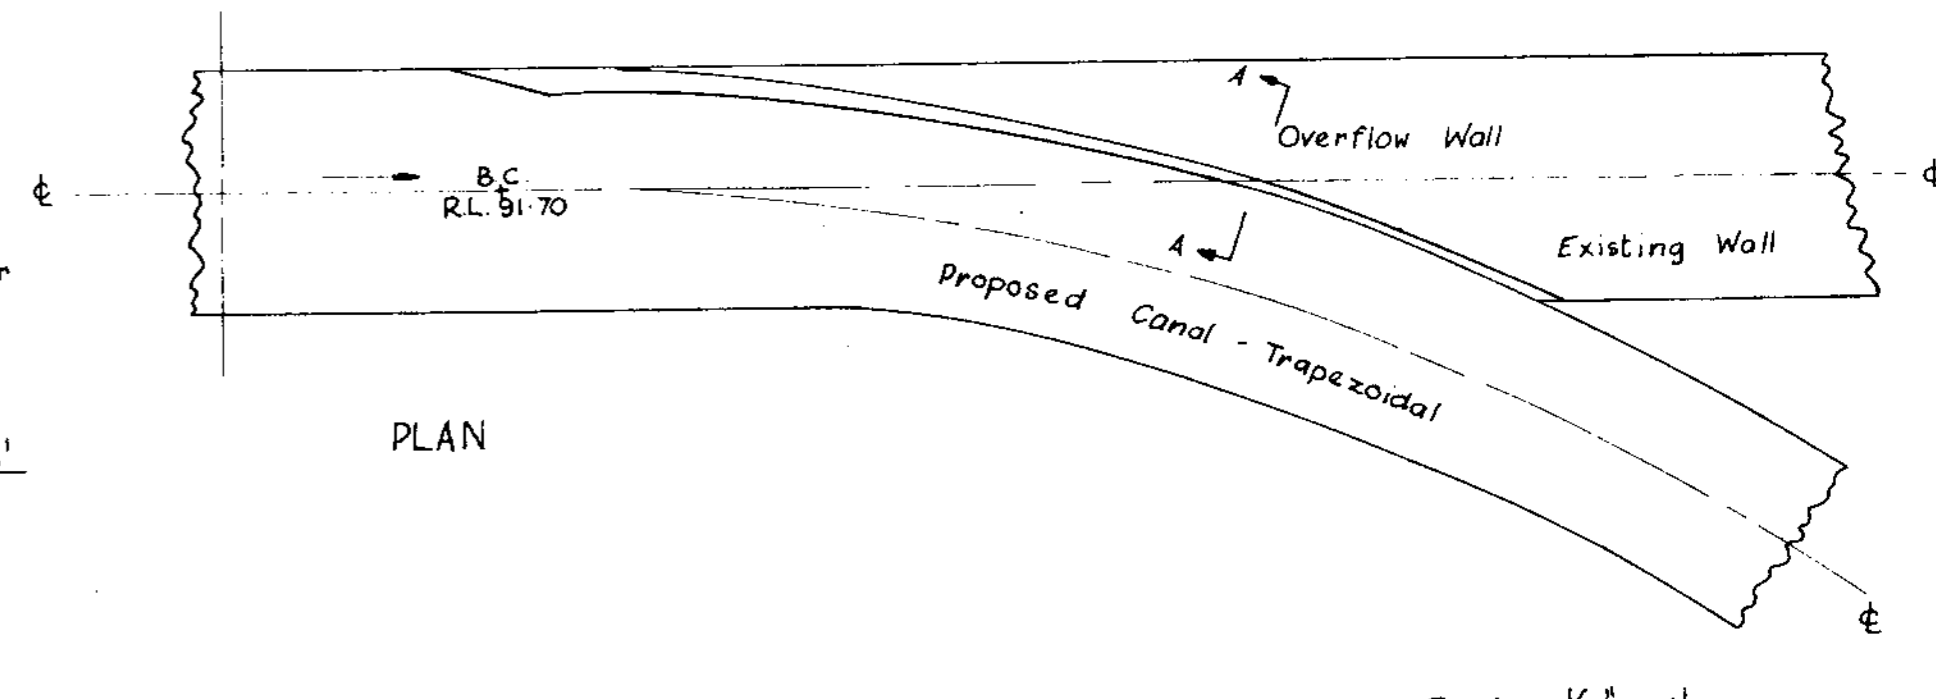 A
Overflow Wall
℄
B.C.
R.L. 91·70
℄
A
Existing Wall
Proposed Canal - Trapezoidal
PLAN
℄